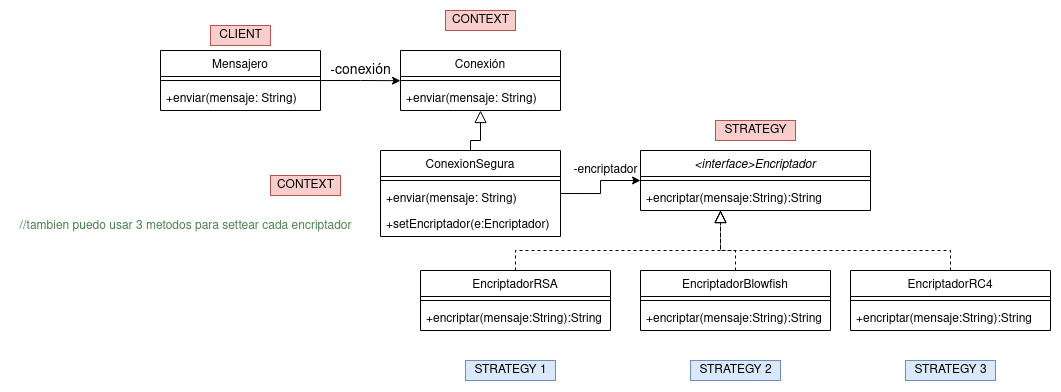 CONTEXT
CLIENT
Mensajero
+enviar(mensaje: String)
-conexión
Conexión
+enviar(mensaje: String)
STRATEGY
CONTEXT
ConexionSegura
+enviar(mensaje: String)
+setEncriptador(e:Encriptador)
-encriptador
<interface>Encriptador
+encriptar(mensaje:String):String
//tambien puedo usar 3 metodos para settear cada encriptador
EncriptadorRSA
+encriptar(mensaje:String):String
EncriptadorBlowfish
+encriptar(mensaje:String):String
EncriptadorRC4
+encriptar(mensaje:String):String
STRATEGY 1
STRATEGY 2
STRATEGY 3